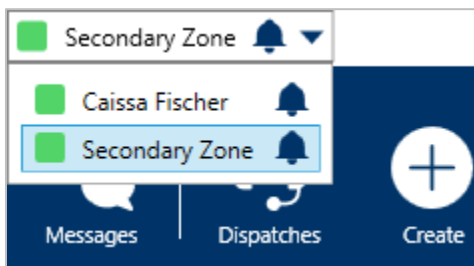 Secondary Zone
Caissa Fischer
Secondary Zone
Messages Dispatches Create